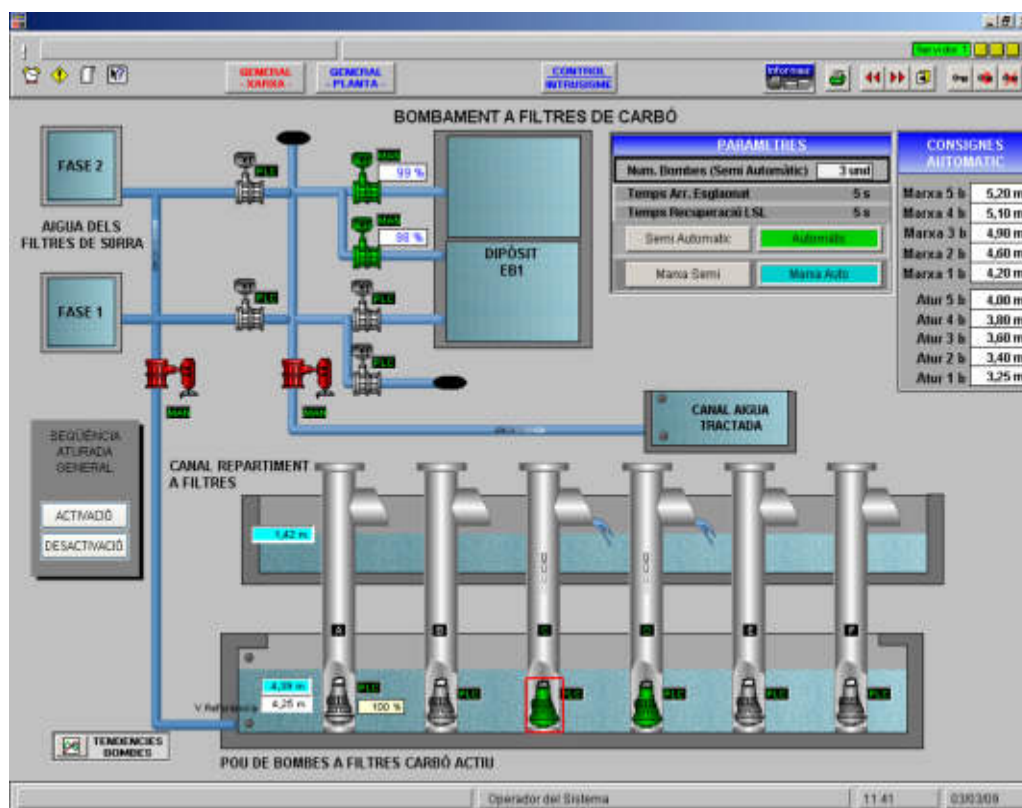 Servidor 1
GENERAL
- XARXA -
GENERAL
- PLANTA -
CONTROL
INTRUSISME
Informes
BOMBAMENT A FILTRES DE CARBÓ
FASE 2
AIGUA DELS
FILTRES DE SORRA
FASE 1
PLC
MAN
99 %
MAN
98 %
PLC
PLC
PLC
MAN
MAN
DIPÒSIT
EB1
PARAMETRES
Num. Bombes (Semi Automàtic) 3 und
Temps Arr. Esglaonat 5 s
Temps Recuperació LSL 5 s
Semi Automatic Automàtic
Marxa Semi Marxa Auto
CONSIGNES
AUTOMATIC
Marxa 5 b 5,20 m
Marxa 4 b 5,10 m
Marxa 3 b 4,90 m
Marxa 2 b 4,60 m
Marxa 1 b 4,20 m
Atur 5 b 4,00 m
Atur 4 b 3,80 m
Atur 3 b 3,60 m
Atur 2 b 3,40 m
Atur 1 b 3,25 m
CANAL AIGUA
TRACTADA
SEQÜÈNCIA
ATURADA
GENERAL
ACTIVACIÓ
DESACTIVACIÓ
CANAL REPARTIMENT
A FILTRES
1,42 m
A B C D E F
4,39 m
V Referència 4,25 m
PLC
100 %
PLC
PLC
PLC
PLC
PLC
TENDENCIES
BOMBES
POU DE BOMBES A FILTRES CARBÓ ACTIU
Operador del Sistema 11:41 03/03/09